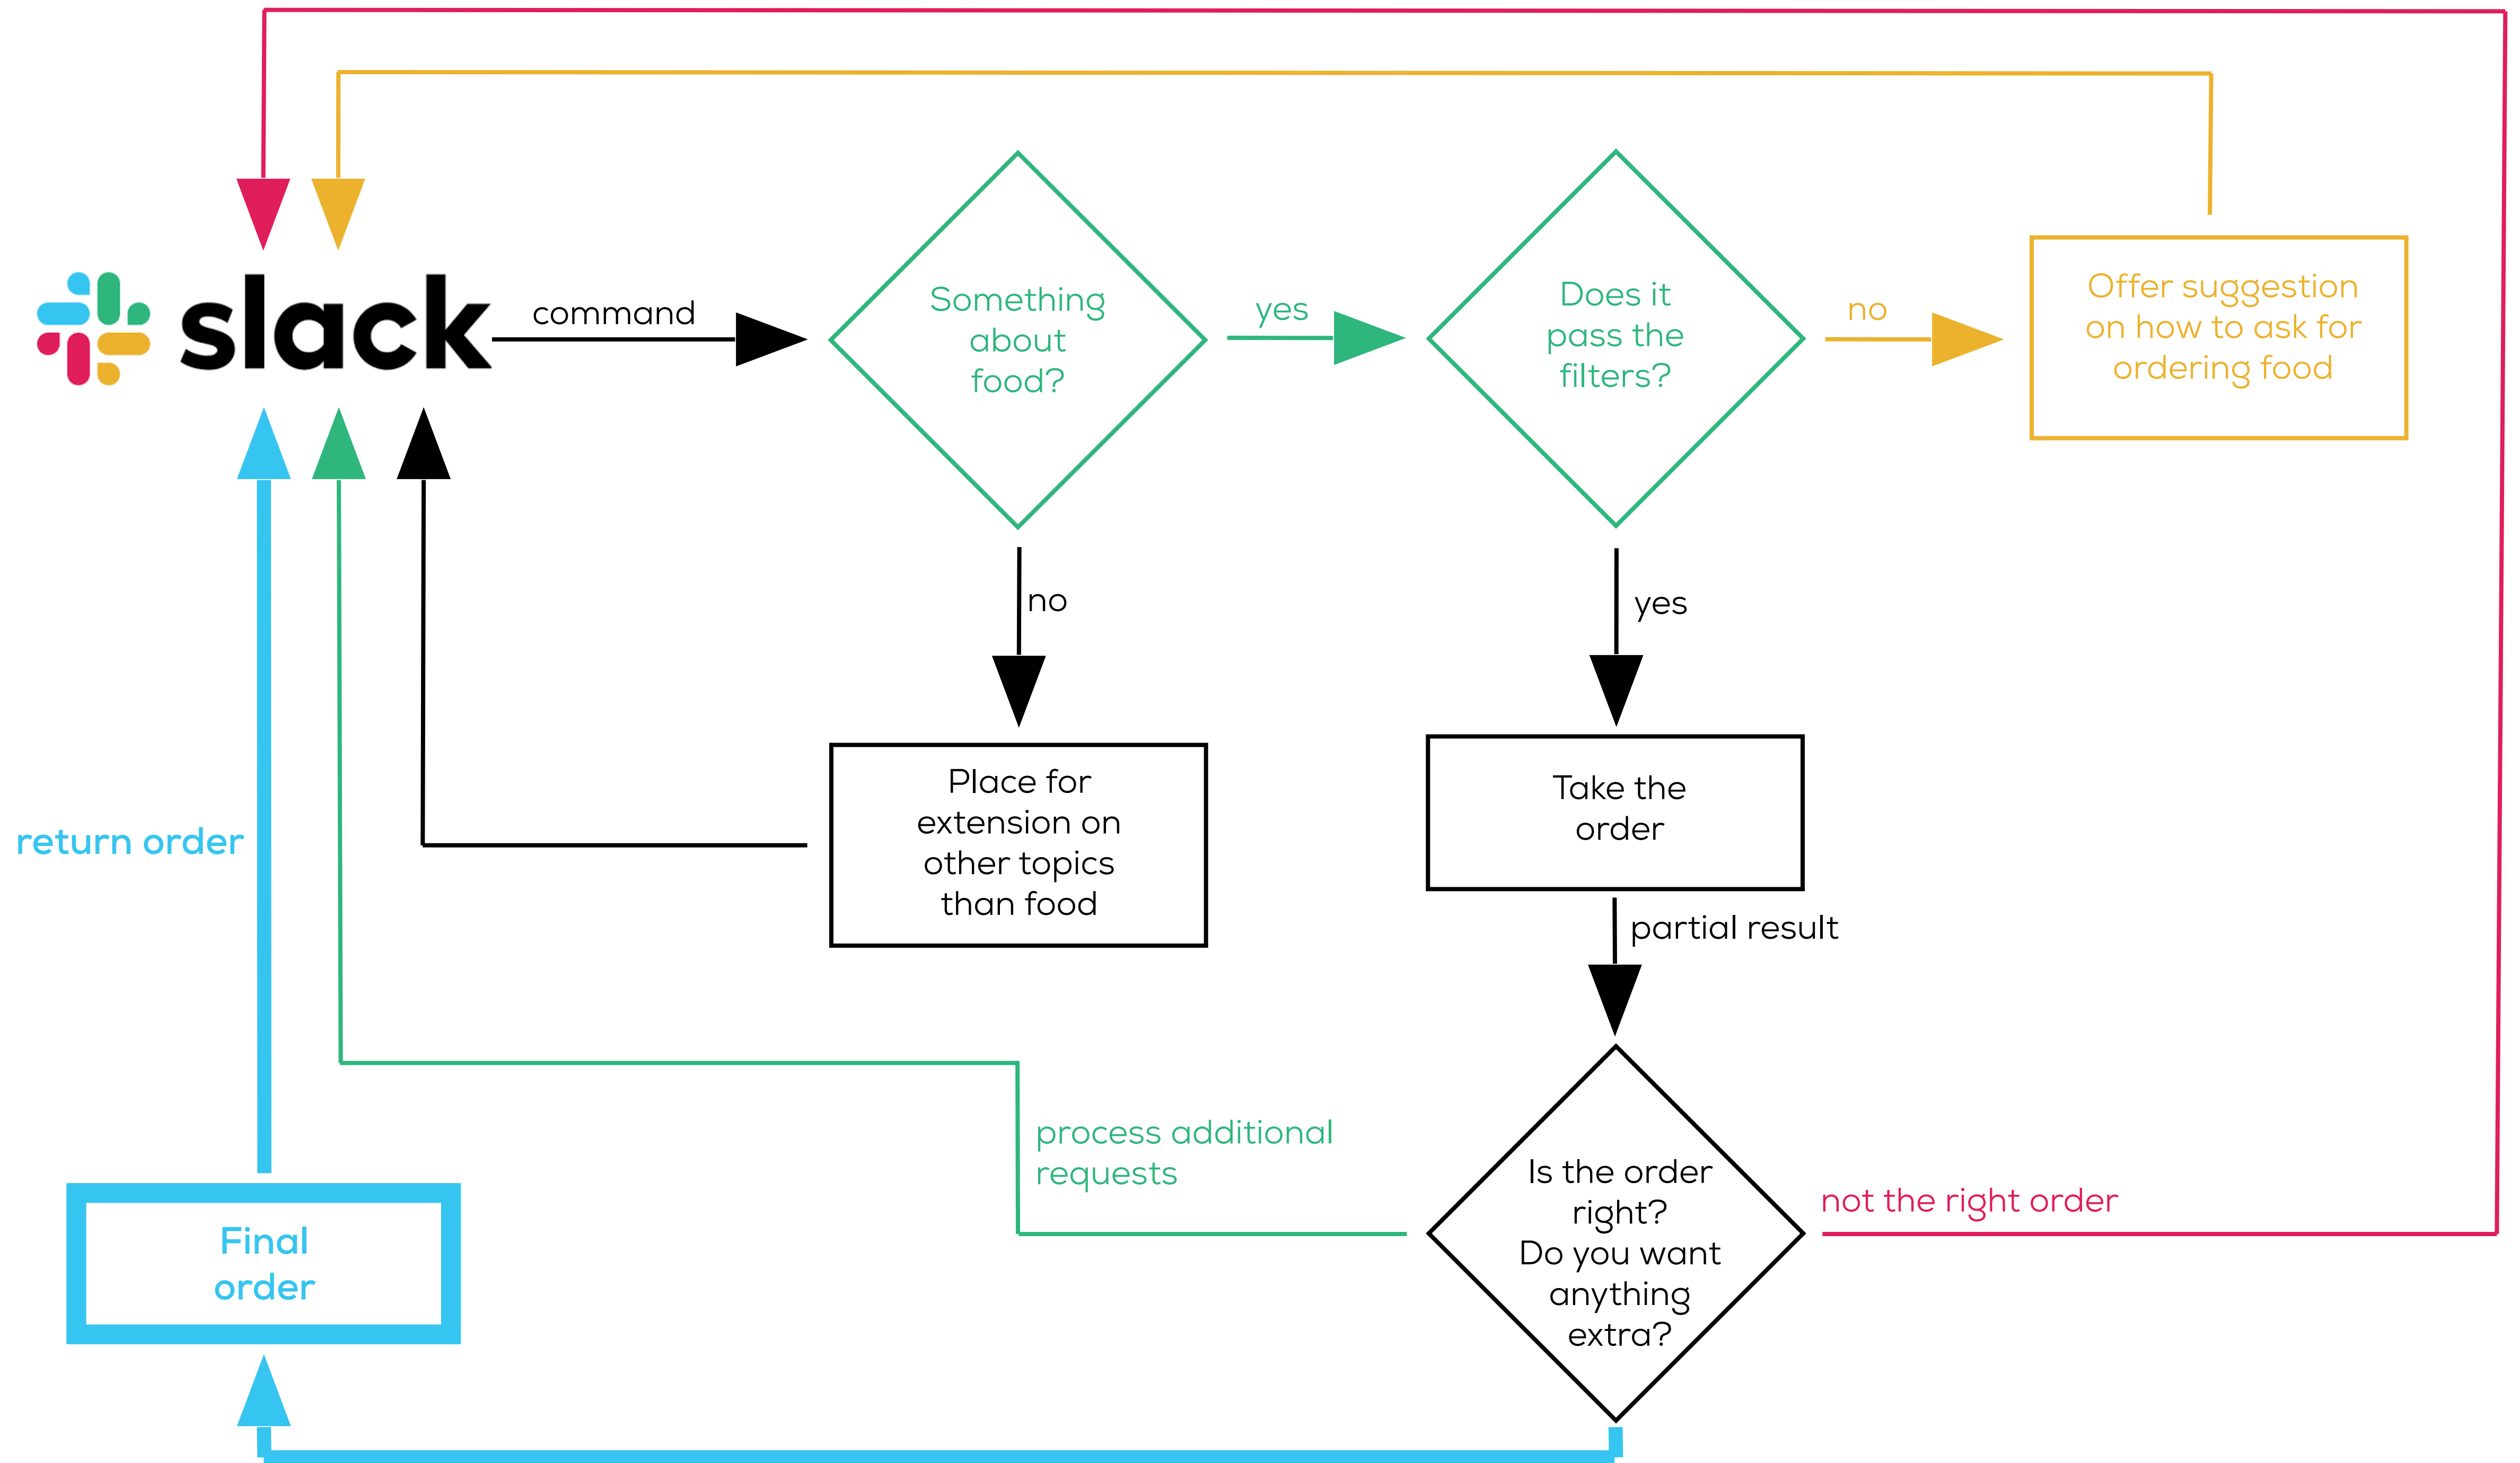 slack
command
Something
about
food?
yes
Does it
pass the
filters?
no
Offer suggestion
on how to ask for
ordering food
no
yes
Place for
extension on
other topics
than food
Take the
order
return order
partial result
process additional
requests
Is the order
right?
Do you want
anything
extra?
not the right order
Final
order